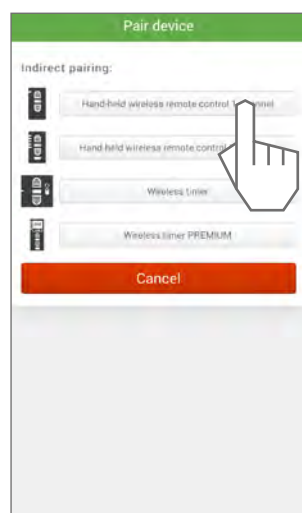 Pair device
Indirect pairing:
Hand-held wireless remote control
Hand-held wireless remote control
Wireless timer
Wireless timer PREMIUM
Cancel